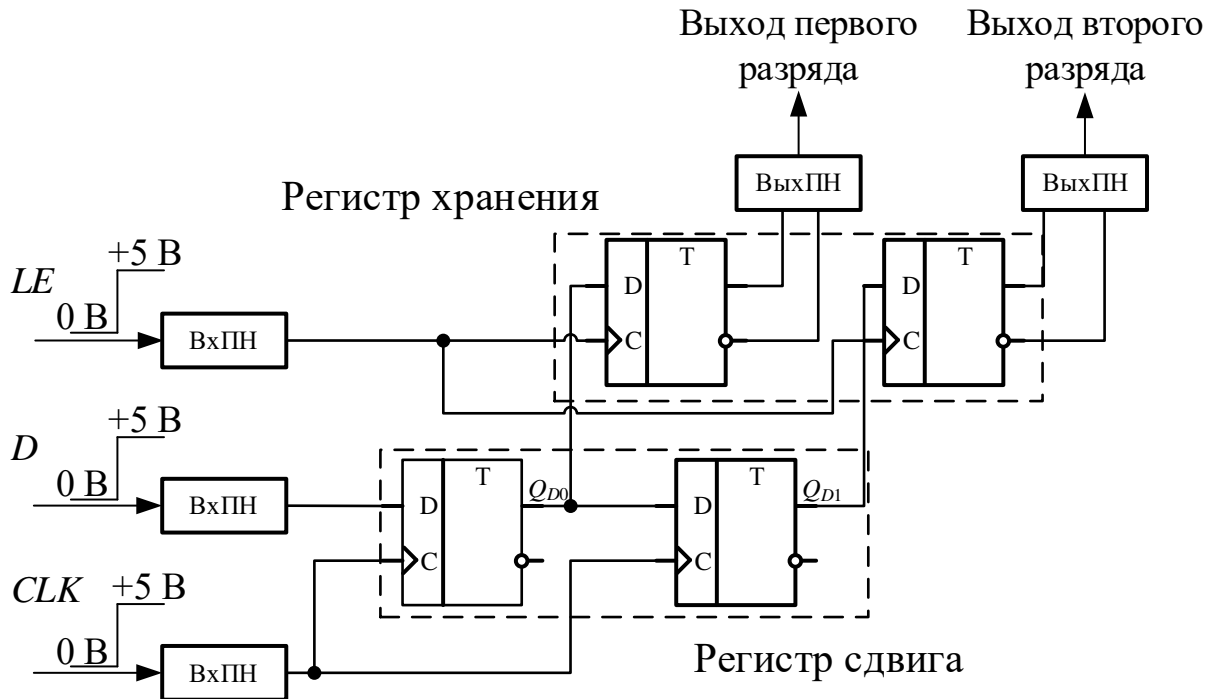 Выход первого
разряда
Выход второго
разряда
ВыхПН
ВыхПН
Регистр хранения
LE
+5 В
0 В
ВхПН
D
T
C
D
T
C
D
+5 В
0 В
ВхПН
D
T
C
Q_D0
D
T
C
Q_D1
CLK
+5 В
0 В
ВхПН
Регистр сдвига